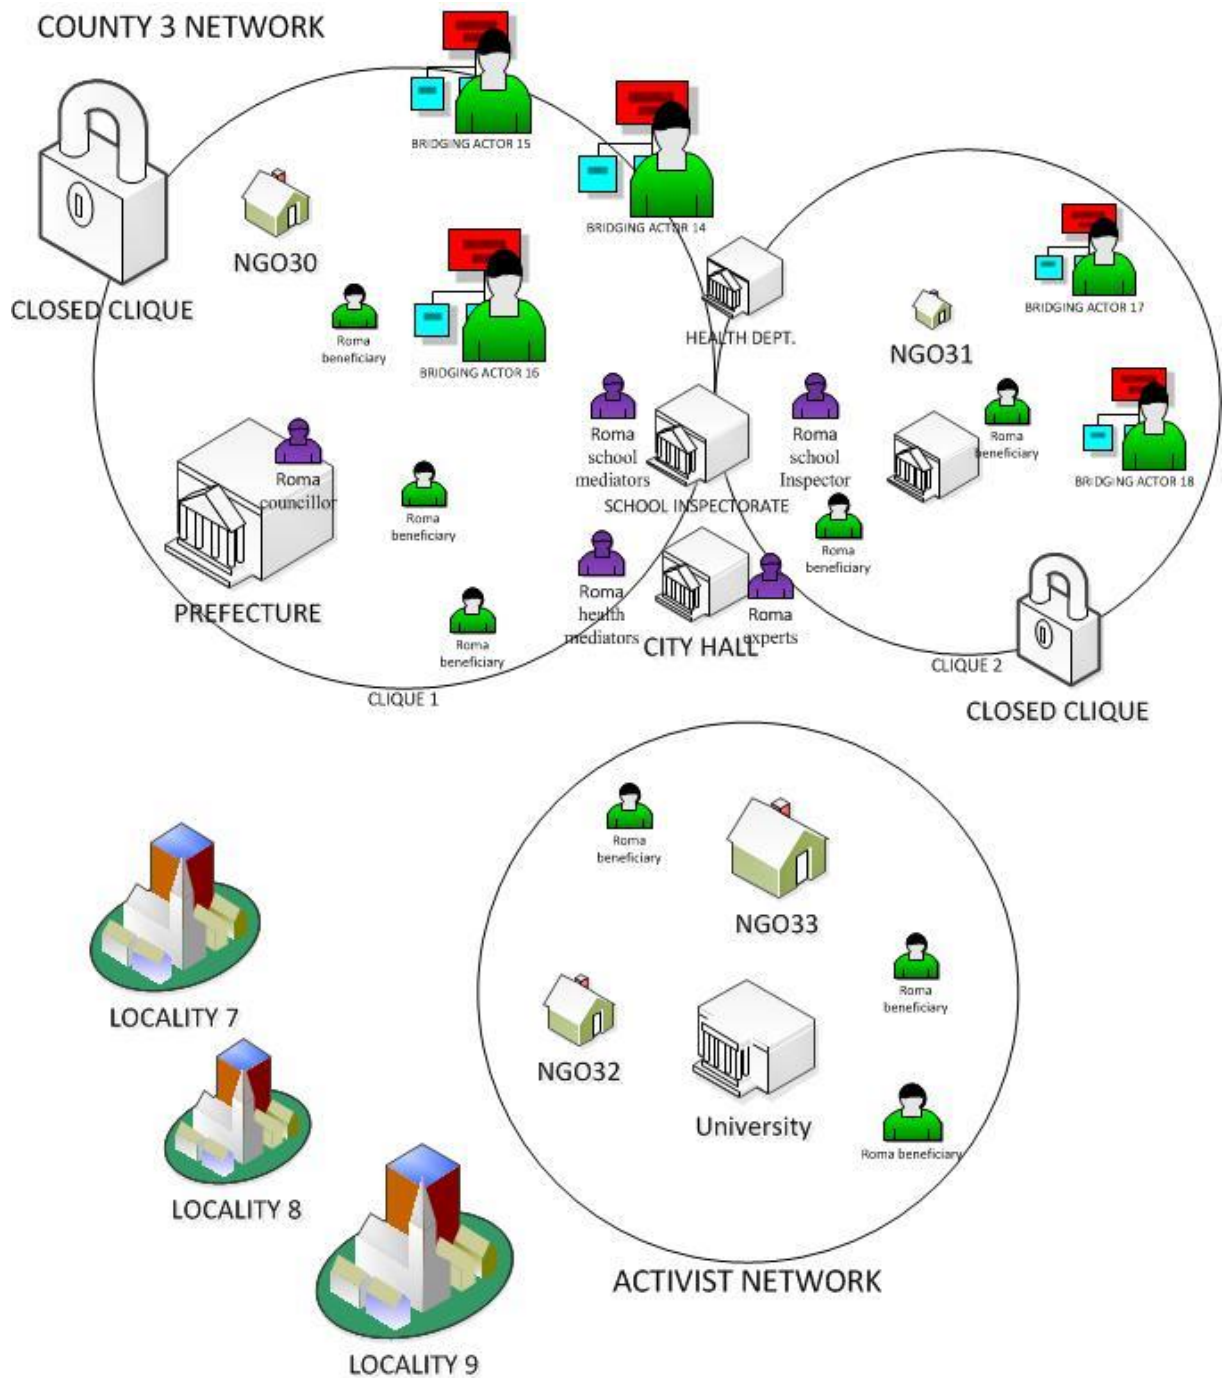 COUNTY 3 NETWORK
BRIDGING ACTOR 15
BRIDGING ACTOR 14
NGO30
CLOSED CLIQUE
Roma
beneficiary
BRIDGING ACTOR 16
HEALTH DEPT.
NGO31
BRIDGING ACTOR 17
Roma
school
mediators
Roma
school
Inspector
Roma
beneficiary
BRIDGING ACTOR 18
Roma
councillor
Roma
beneficiary
SCHOOL INSPECTORATE
Roma
beneficiary
PREFECTURE
Roma
health
mediators
Roma
experts
Roma
beneficiary
CITY HALL
CLIQUE 1
CLIQUE 2
CLOSED CLIQUE
Roma
beneficiary
NGO33
Roma
beneficiary
NGO32
University
Roma beneficiary
ACTIVIST NETWORK
LOCALITY 7
LOCALITY 8
LOCALITY 9